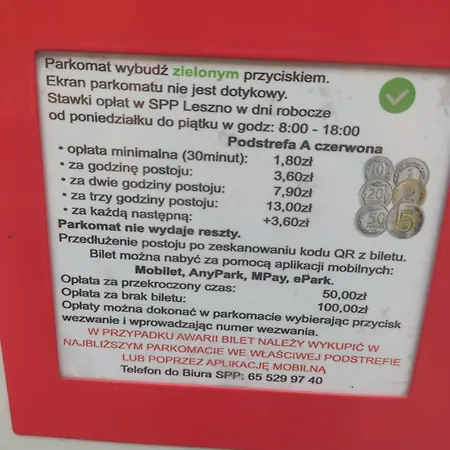 Parkomat wybudź zielonym przyciskiem.
Ekran parkomatu nie jest dotykowy.
Stawki opłat w SPP Leszno w dni robocze
od poniedziałku do piątku w godz: 8:00 - 18:00
Podstrefa A czerwona
• opłata minimalna (30minut): 1,80zł
• za godzinę postoju: 3,60zł
• za dwie godziny postoju: 7,90zł
• za trzy godziny postoju: 13,00zł
• za każdą następną: +3,60zł
Parkomat nie wydaje reszty.
Przedłużenie postoju po zeskanowaniu kodu QR z biletu.
Bilet można nabyć za pomocą aplikacji mobilnych:
Mobilet, AnyPark, MPay, ePark.
Opłata za przekroczony czas: 50,00zł
Opłata za brak biletu: 100,00zł
Opłaty można dokonać w parkomacie wybierając przycisk
wezwanie i wprowadzając numer wezwania.
W PRZYPADKU AWARII BILET NALEŻY WYKUPIĆ W
NAJBLIŻSZYM PARKOMACIE WE WŁAŚCIWEJ PODSTREFIE
LUB POPRZEZ APLIKACJĘ MOBILNĄ
Telefon do Biura SPP: 65 529 97 40
10
1
20
2
50
5